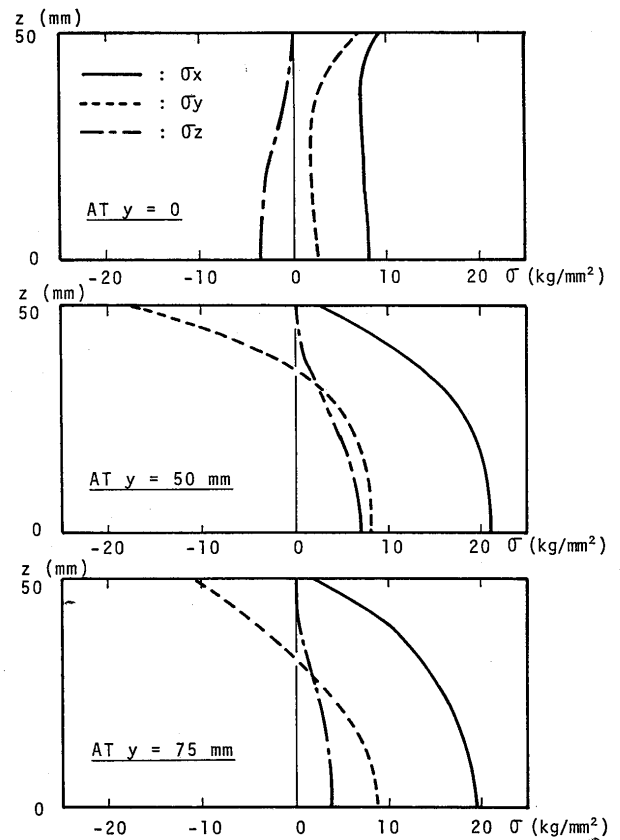 z (mm)
50
: σx
: σy
: σz
AT y = 0
0
-20 -10 0 10 20 σ (kg/mm²)
z (mm)
50
AT y = 50 mm
0
-20 -10 0 10 20 σ (kg/mm²)
z (mm)
50
AT y = 75 mm
0
-20 -10 0 10 20 σ (kg/mm²)